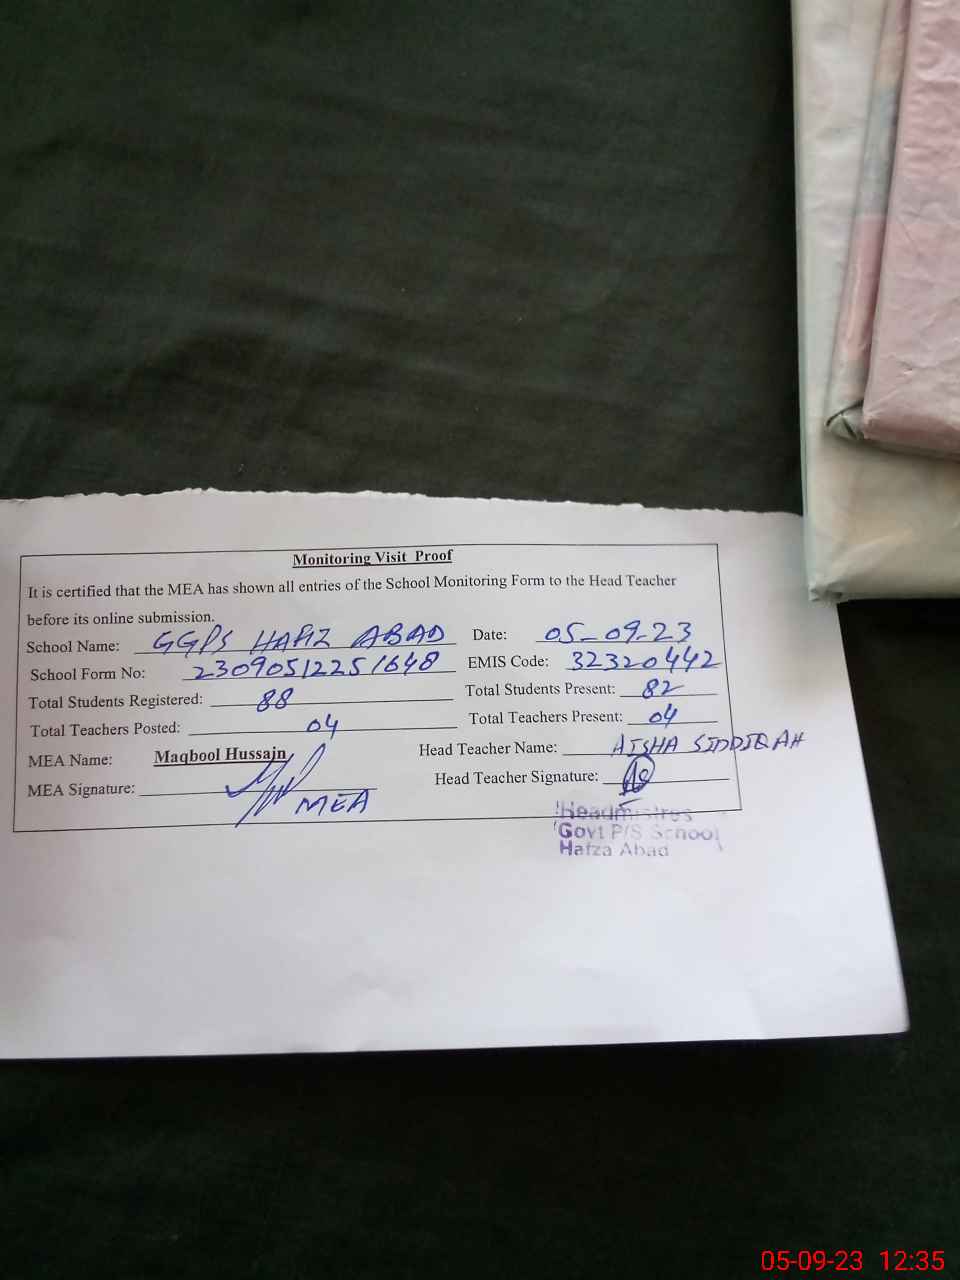 Monitoring Visit Proof
It is certified that the MEA has shown all entries of the School Monitoring Form to the Head Teacher
before its online submission.
School Name: GGPS HAFIZ ABAD Date: 05-09-23
School Form No: 23090512251648 EMIS Code: 32320442
Total Students Registered: 88 Total Students Present: 82
Total Teachers Posted: 04 Total Teachers Present: 04
MEA Name: Maqbool Hussain Head Teacher Name: AISHA SIDDIQAH
MEA Signature: MEA Head Teacher Signature:
Headmistres
Govt P/S School
Hafza Abad
05-09-23 12:35